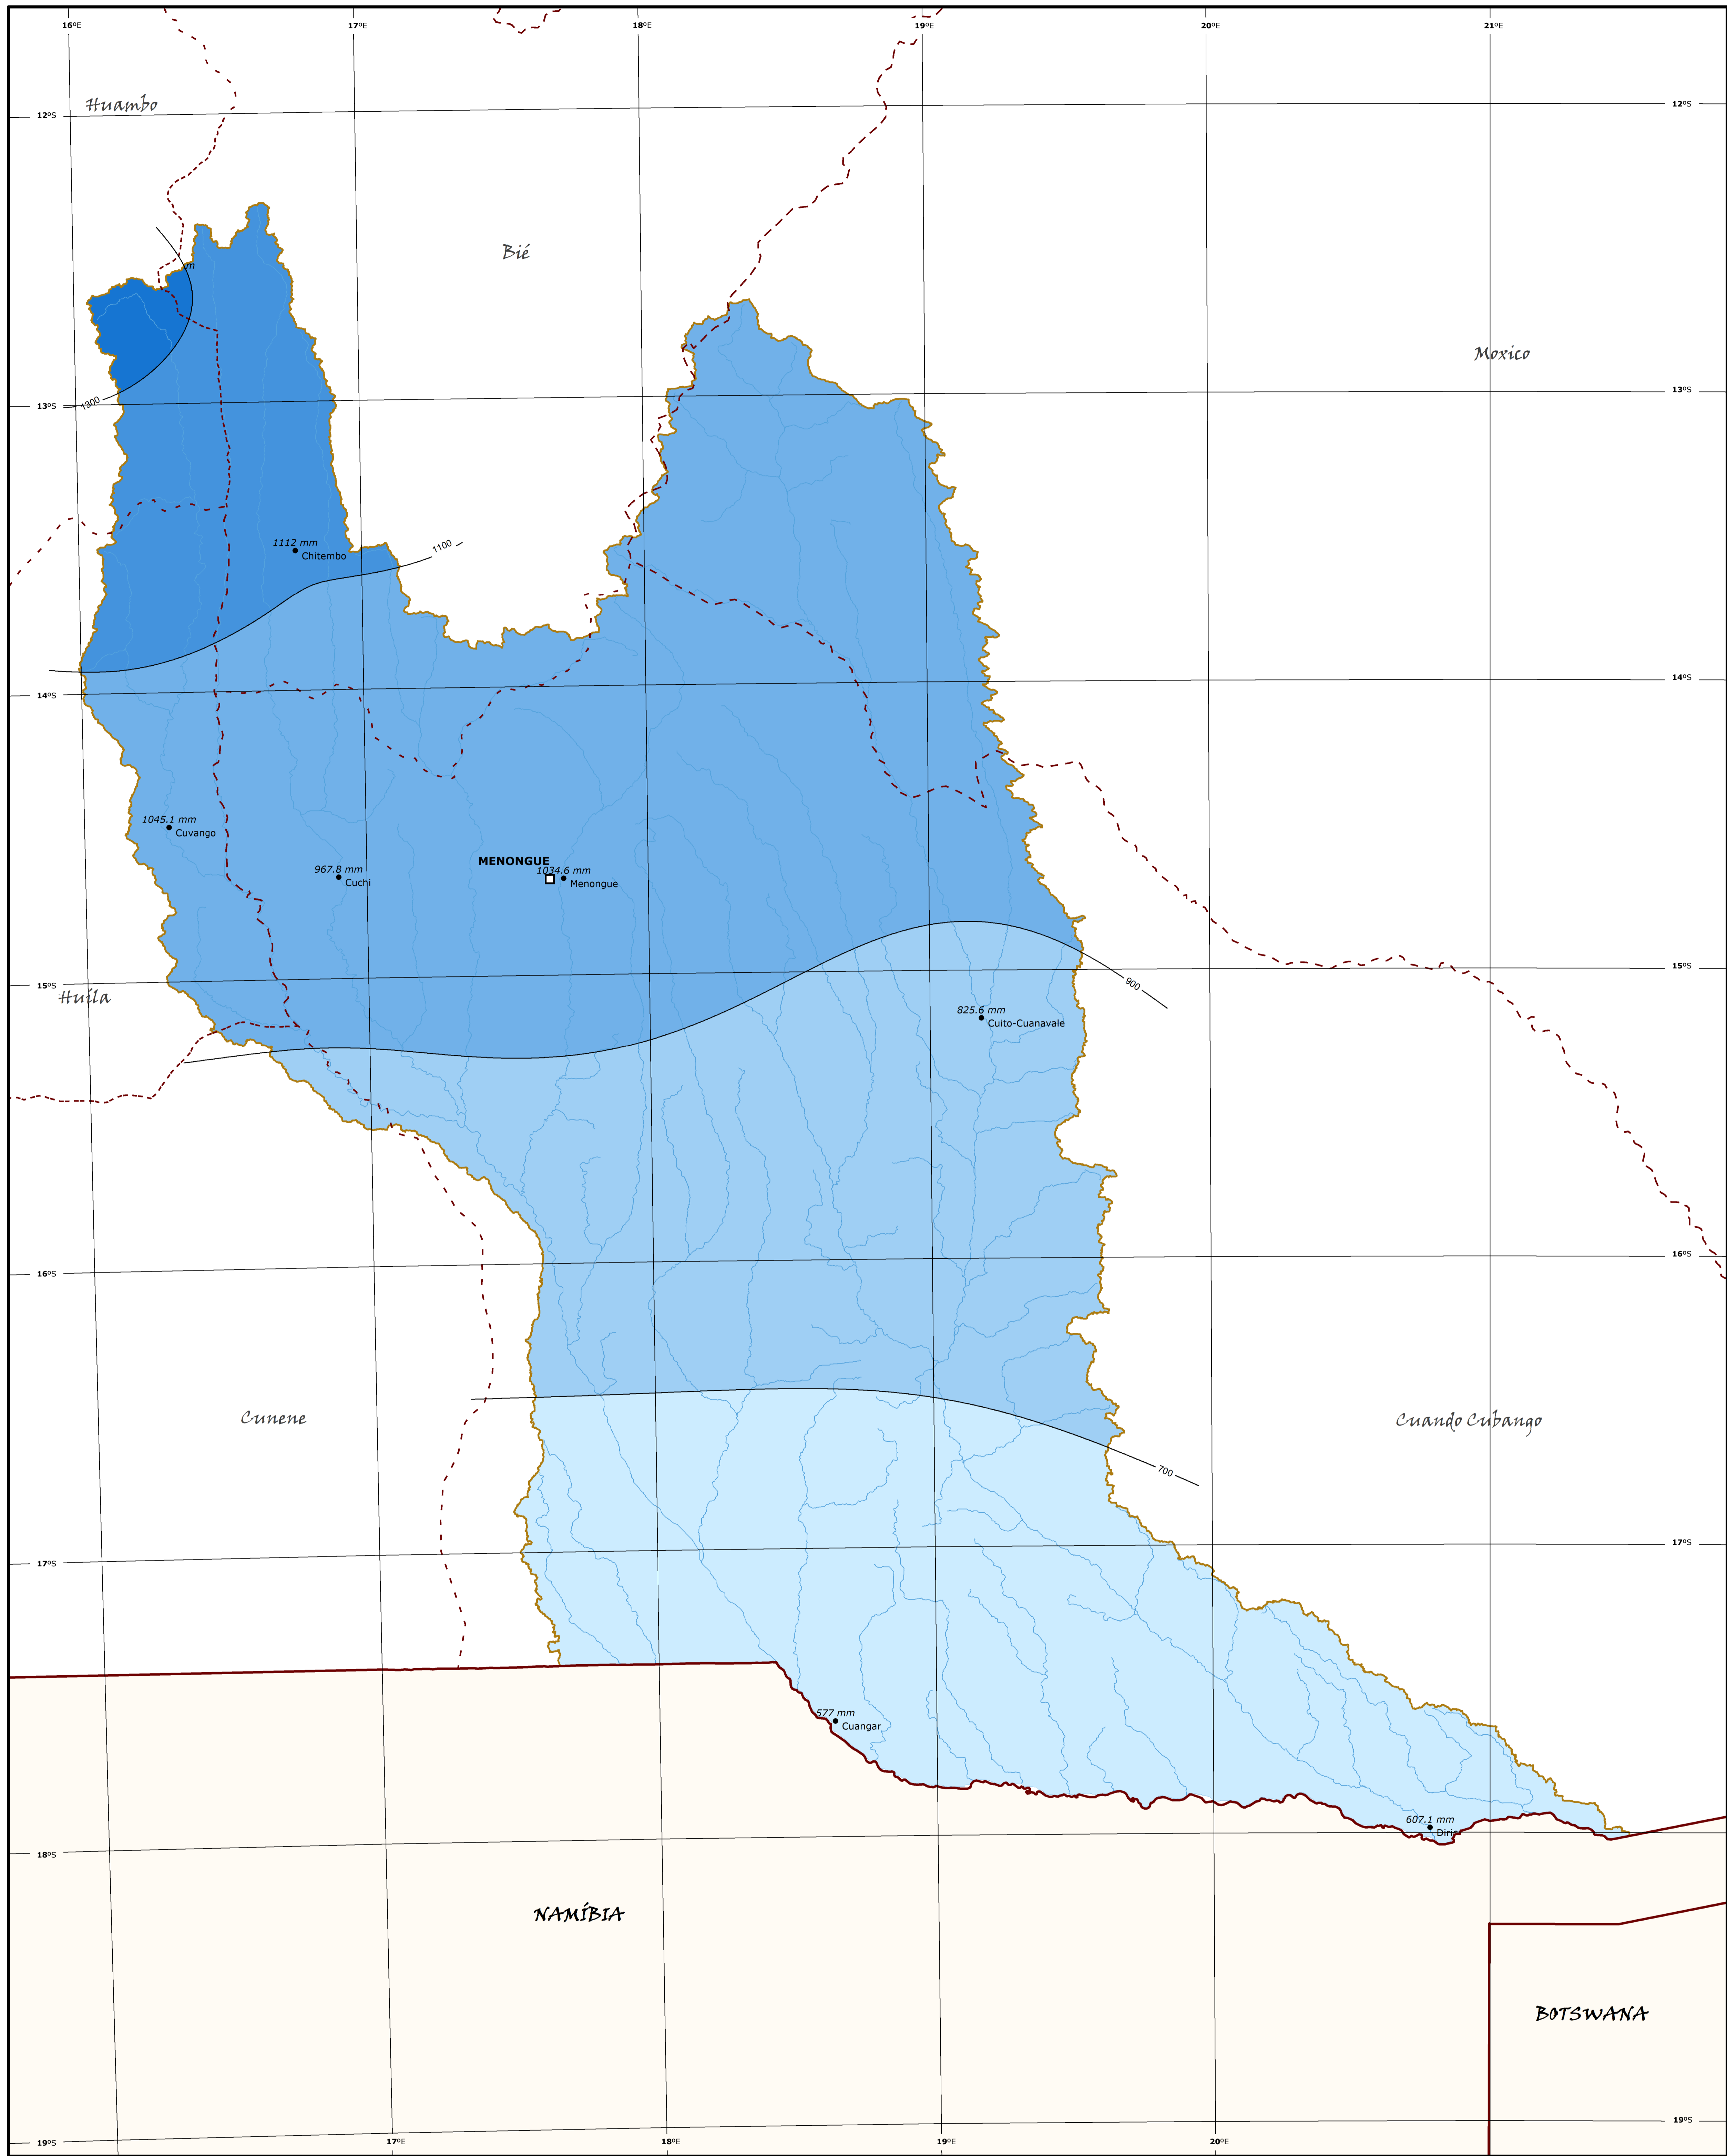 16ºE
17ºE
18ºE
19ºE
20ºE
21ºE
Huambo
12ºS
12ºS
Bié
m
Moxico
13ºS
1300
13ºS
1112 mm
Chitembo
1100
14ºS
14ºS
1045.1 mm
Cuvango
967.8 mm
Cuchi
MENONGUE
1034.6 mm
Menongue
15ºS
15ºS
Huíla
900
825.6 mm
Cuito-Cuanavale
16ºS
16ºS
Cunene
Cuando Cubango
700
17ºS
17ºS
577 mm
Cuangar
607.1 mm
18ºS
NAMÍBIA
BOTSWANA
19ºS
19ºS
17ºE
18ºE
19ºE
20ºE